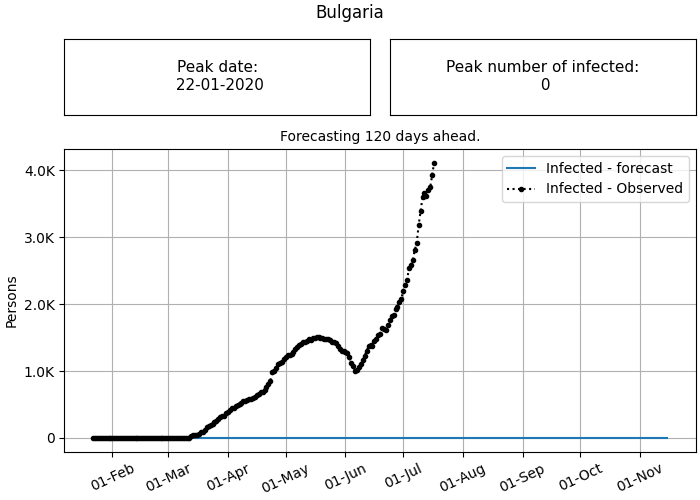 Bulgaria
Peak date:
22-01-2020
Peak number of infected:
0
Forecasting 120 days ahead.
Infected - forecast
Infected - Observed
4.0K
3.0K
2.0K
1.0K
0
Persons
01-Feb
01-Mar
01-Apr
01-May
01-Jun
01-Jul
01-Aug
01-Sep
01-Oct
01-Nov